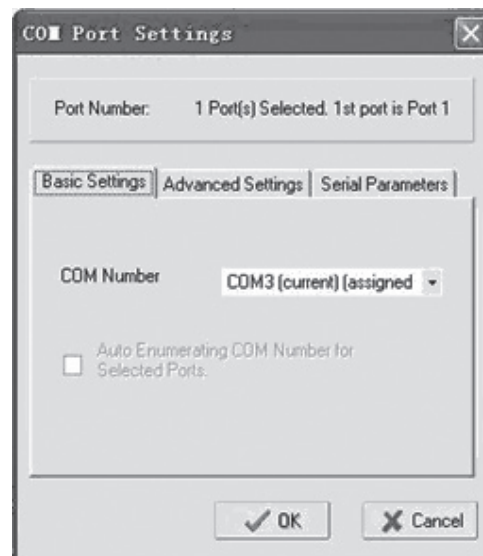 COM Port Settings
Port Number: 1 Port(s) Selected. 1st port is Port 1
Basic Settings Advanced Settings Serial Parameters
COM Number COM3 (current) (assigned
Auto Enumerating COM Number for
Selected Ports.
OK Cancel